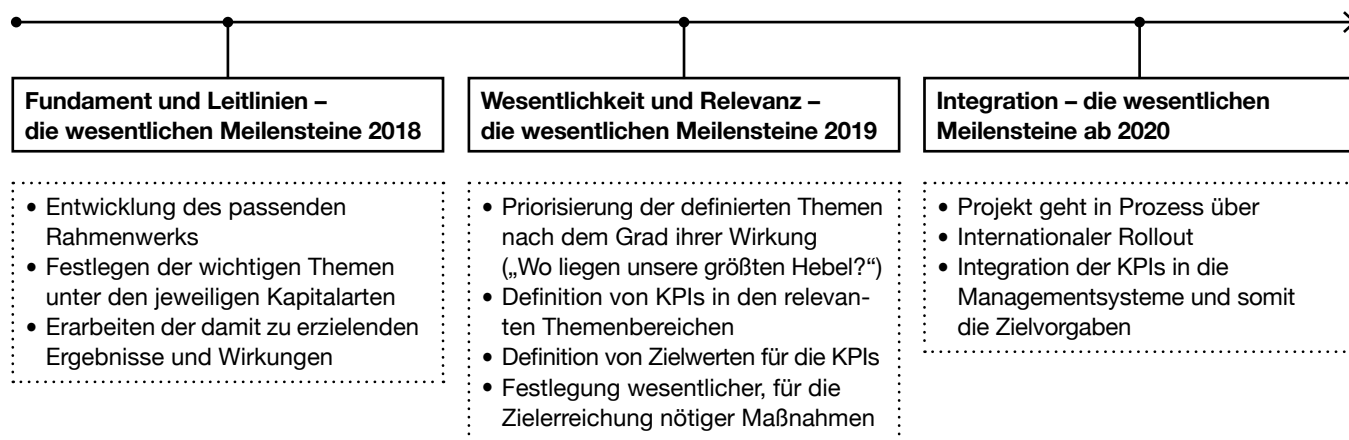 Fundament und Leitlinien –
die wesentlichen Meilensteine 2018
• Entwicklung des passenden
Rahmenwerks
• Festlegen der wichtigen Themen
unter den jeweiligen Kapitalarten
• Erarbeiten der damit zu erzielenden
Ergebnisse und Wirkungen
Wesentlichkeit und Relevanz –
die wesentlichen Meilensteine 2019
• Priorisierung der definierten Themen
nach dem Grad ihrer Wirkung
(„Wo liegen unsere größten Hebel?“)
• Definition von KPIs in den relevan-
ten Themenbereichen
• Definition von Zielwerten für die KPIs
• Festlegung wesentlicher, für die
Zielerreichung nötiger Maßnahmen
Integration – die wesentlichen
Meilensteine ab 2020
• Projekt geht in Prozess über
• Internationaler Rollout
• Integration der KPIs in die
Managementsysteme und somit
die Zielvorgaben